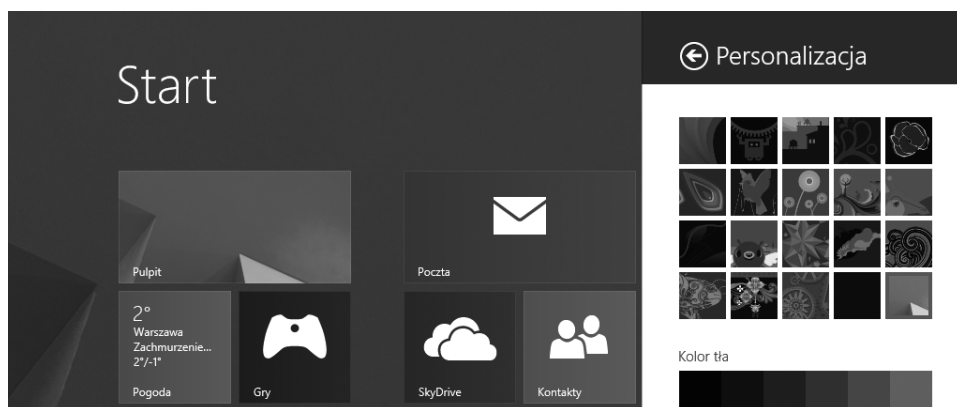 Start
Pulpit
Poczta
2°
Warszawa
Zachmurzenie...
2°/-1°
Pogoda
Gry
SkyDrive
Kontakty
Personalizacja
Kolor tła